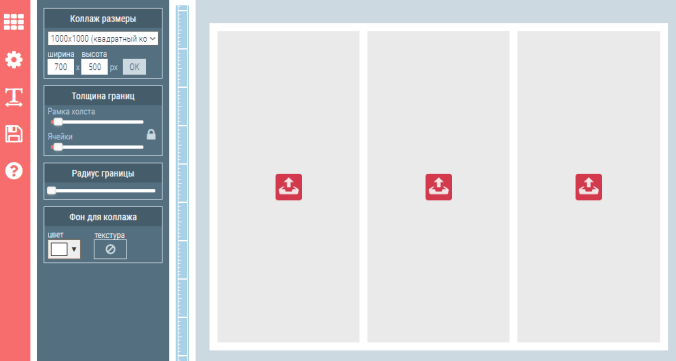 Коллаж размеры
1000x1000 (квадратный ко
ширина высота
700 x 500 px OK
Толщина границ
Рамка холста
Ячейки
Радиус границы
Фон для коллажа
цвет текстура
T
?